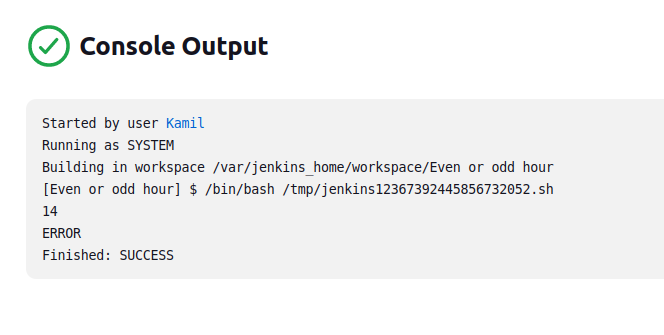 Console Output
Started by user Kamil
Running as SYSTEM
Building in workspace /var/jenkins_home/workspace/Even or odd hour
[Even or odd hour] $ /bin/bash /tmp/jenkins12367392445856732052.sh
14
ERROR
Finished: SUCCESS